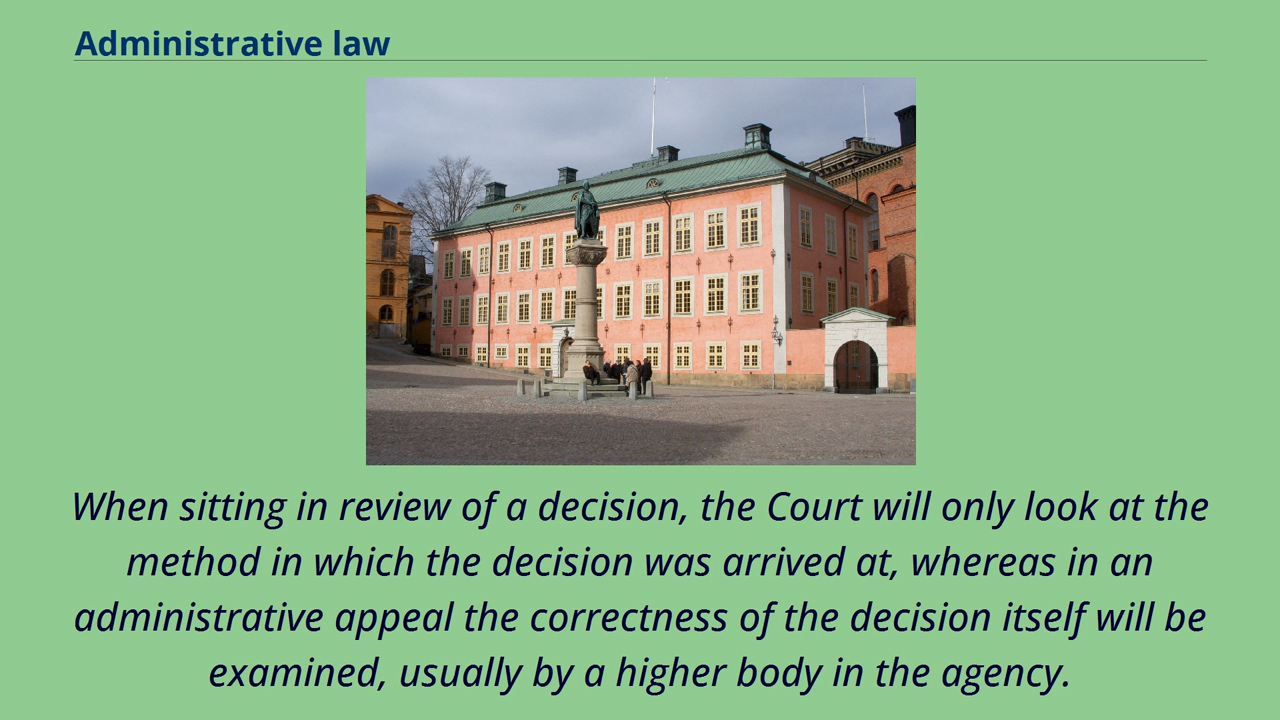 Administrative law
When sitting in review of a decision, the Court will only look at the
method in which the decision was arrived at, whereas in an
administrative appeal the correctness of the decision itself will be
examined, usually by a higher body in the agency.